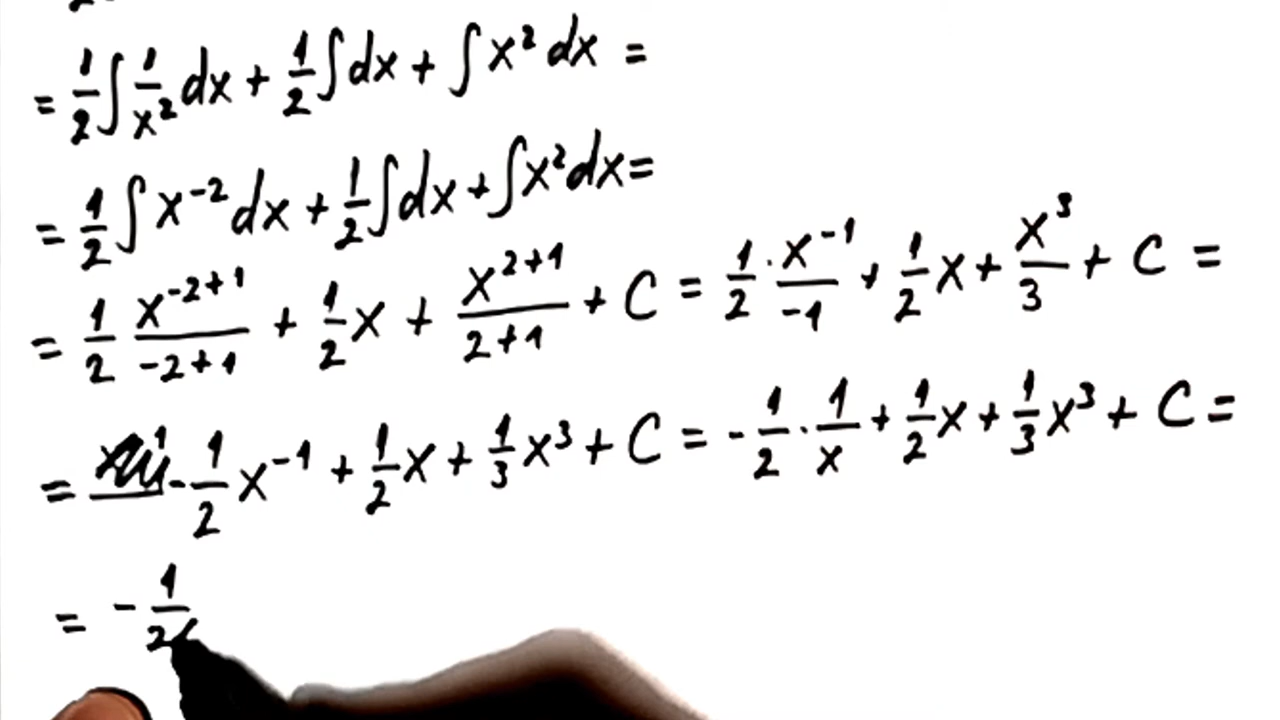 = 1/2 ∫ 1/x² dx + 1/2 ∫ dx + ∫ x² dx =
= 1/2 ∫ x⁻² dx + 1/2 ∫ dx + ∫ x² dx =
= 1/2 x⁻²⁺¹/(-2+1) + 1/2 x + x²⁺¹/(2+1) + C = 1/2 · x⁻¹/-1 + 1/2 x + x³/3 + C =
= - 1/2 x⁻¹ + 1/2 x + 1/3 x³ + C = - 1/2 · 1/x + 1/2 x + 1/3 x³ + C =
= - 1/2